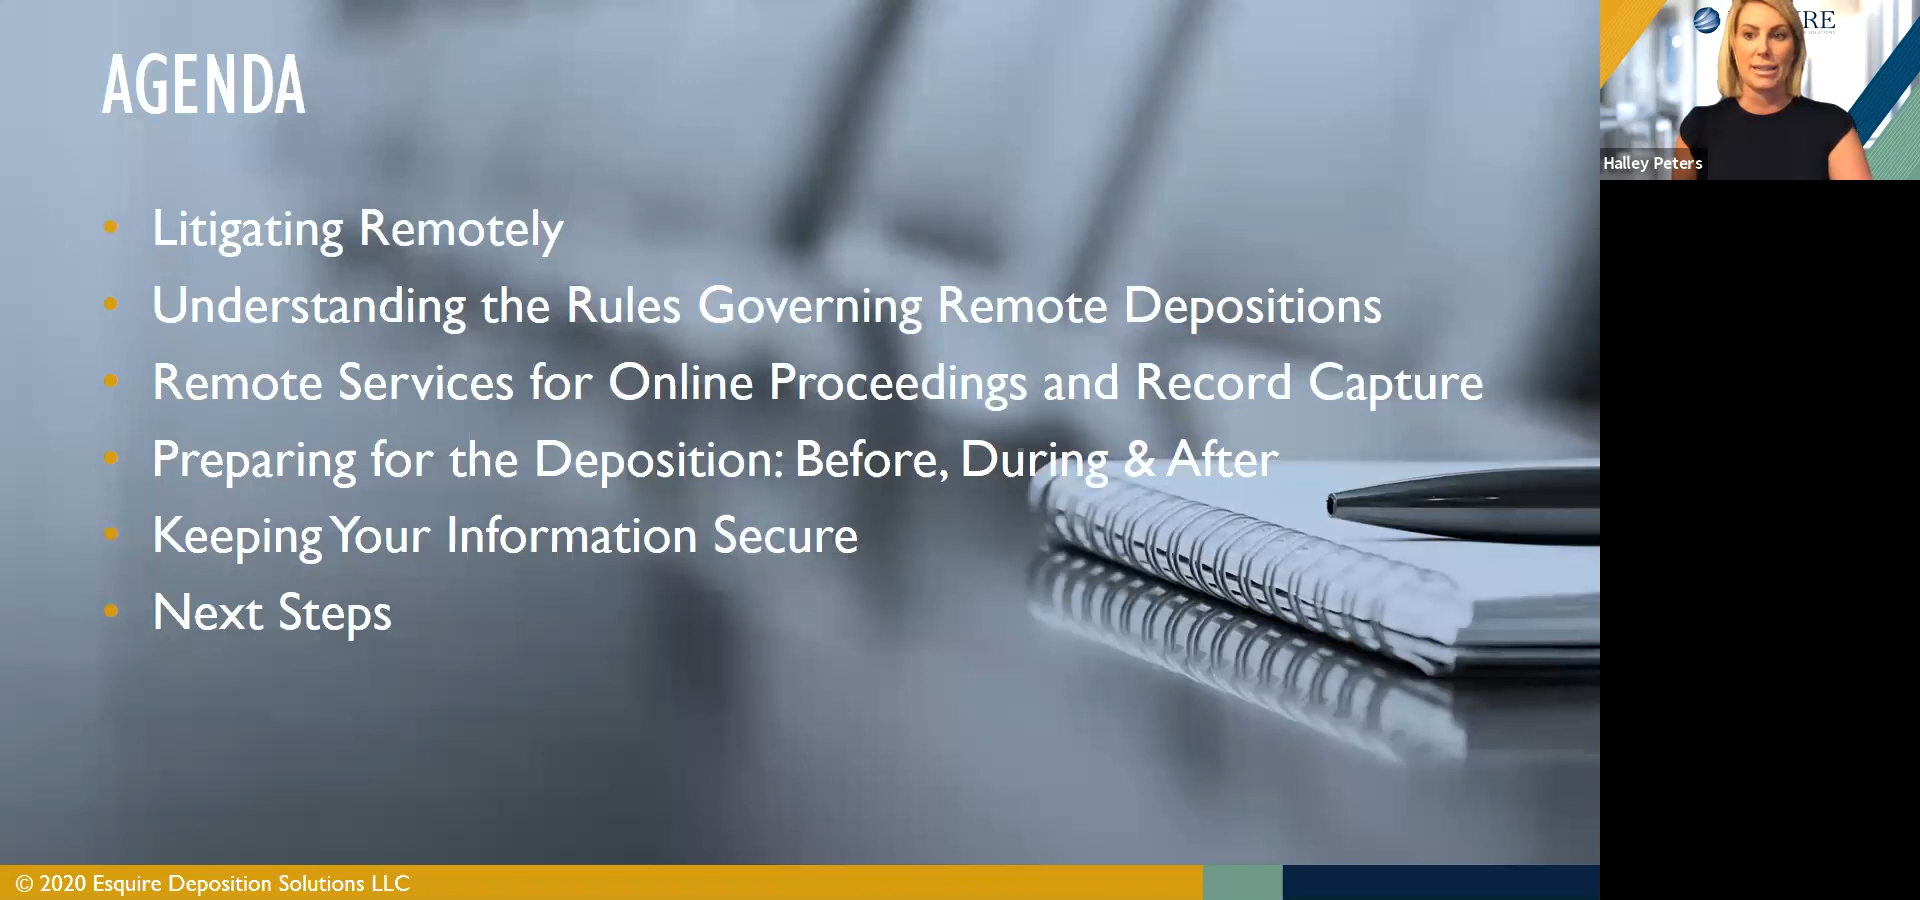 AGENDA
• Litigating Remotely
• Understanding the Rules Governing Remote Depositions
• Remote Services for Online Proceedings and Record Capture
• Preparing for the Deposition: Before, During & After
• Keeping Your Information Secure
• Next Steps
© 2020 Esquire Deposition Solutions LLC
Halley Peters